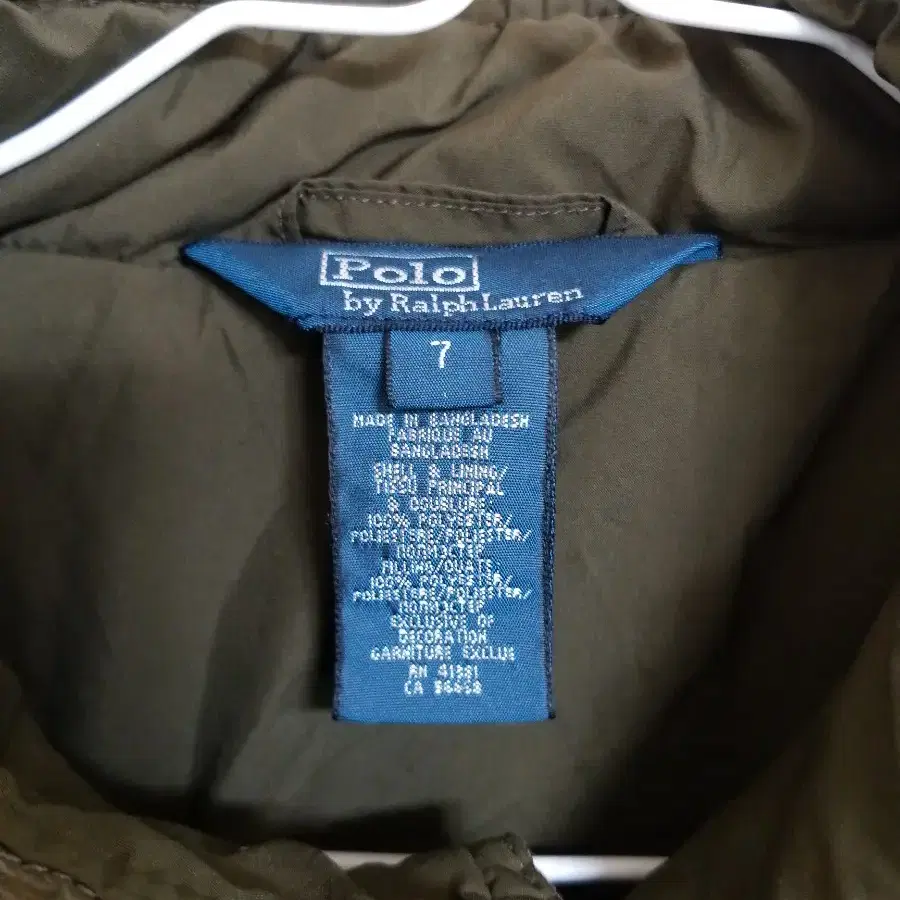 Polo
by Ralph Lauren
7
MADE IN BANGLADESH
FABRIQUE AU
BANGLADESH
SHELL & LINING/
TISSU PRINCIPAL
& DOUBLURE
100% POLYESTER/
POLIESTERE/POLIESTER/
ПОЛИЭСТЕР
FILLING/OUATE
100% POLYESTER/
POLIESTERE/POLIESTER/
ПОЛИЭСТЕР
EXCLUSIVE OF
DECORATION
GARNITURE EXCLUE
RN 41381
CA